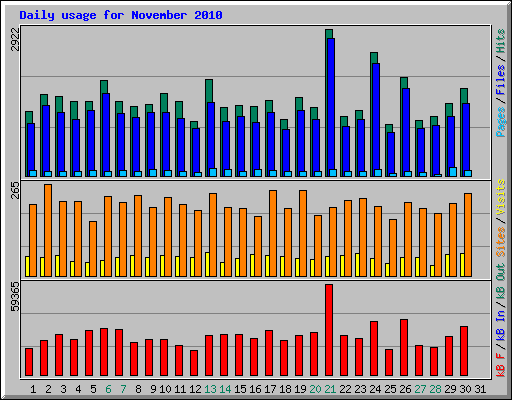 Daily usage for November 2010
2922
Pages / Files / Hits
265
Sites / Visits
59365
kB F / kB In / kB Out
1 2 3 4 5 6 7 8 9 10 11 12 13 14 15 16 17 18 19 20 21 22 23 24 25 26 27 28 29 30 31